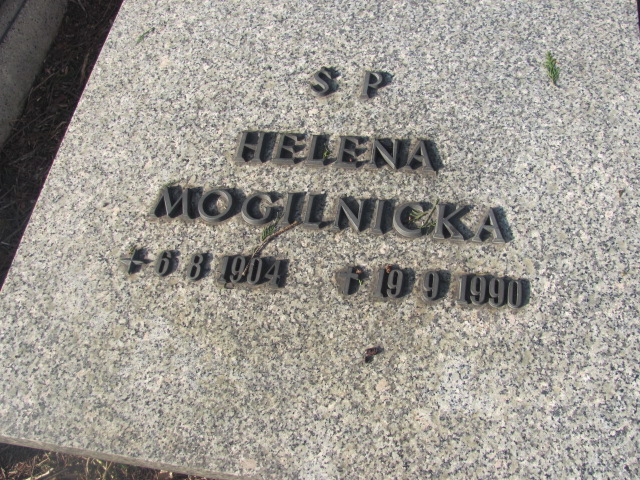 S P
HELENA
MOGILNICKA
+ 6 8 1904 † 19 9 1990